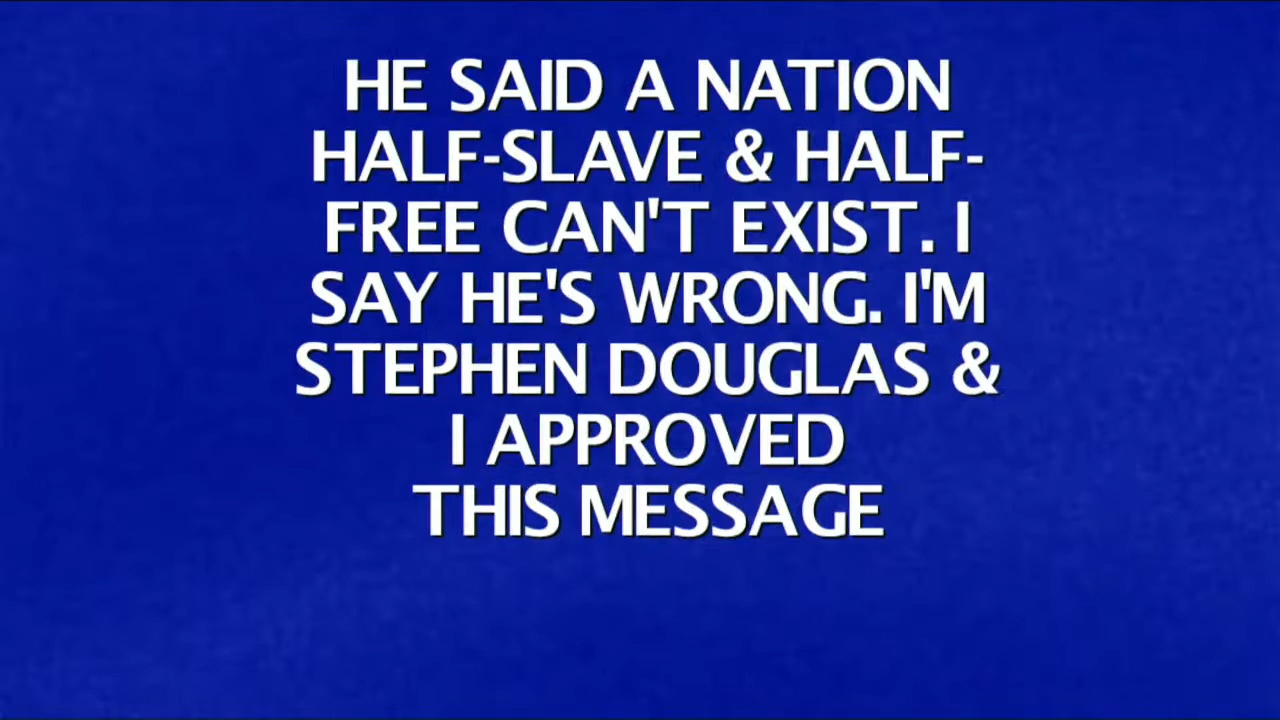 HE SAID A NATION
HALF-SLAVE & HALF-
FREE CAN'T EXIST. I
SAY HE'S WRONG. I'M
STEPHEN DOUGLAS &
I APPROVED
THIS MESSAGE